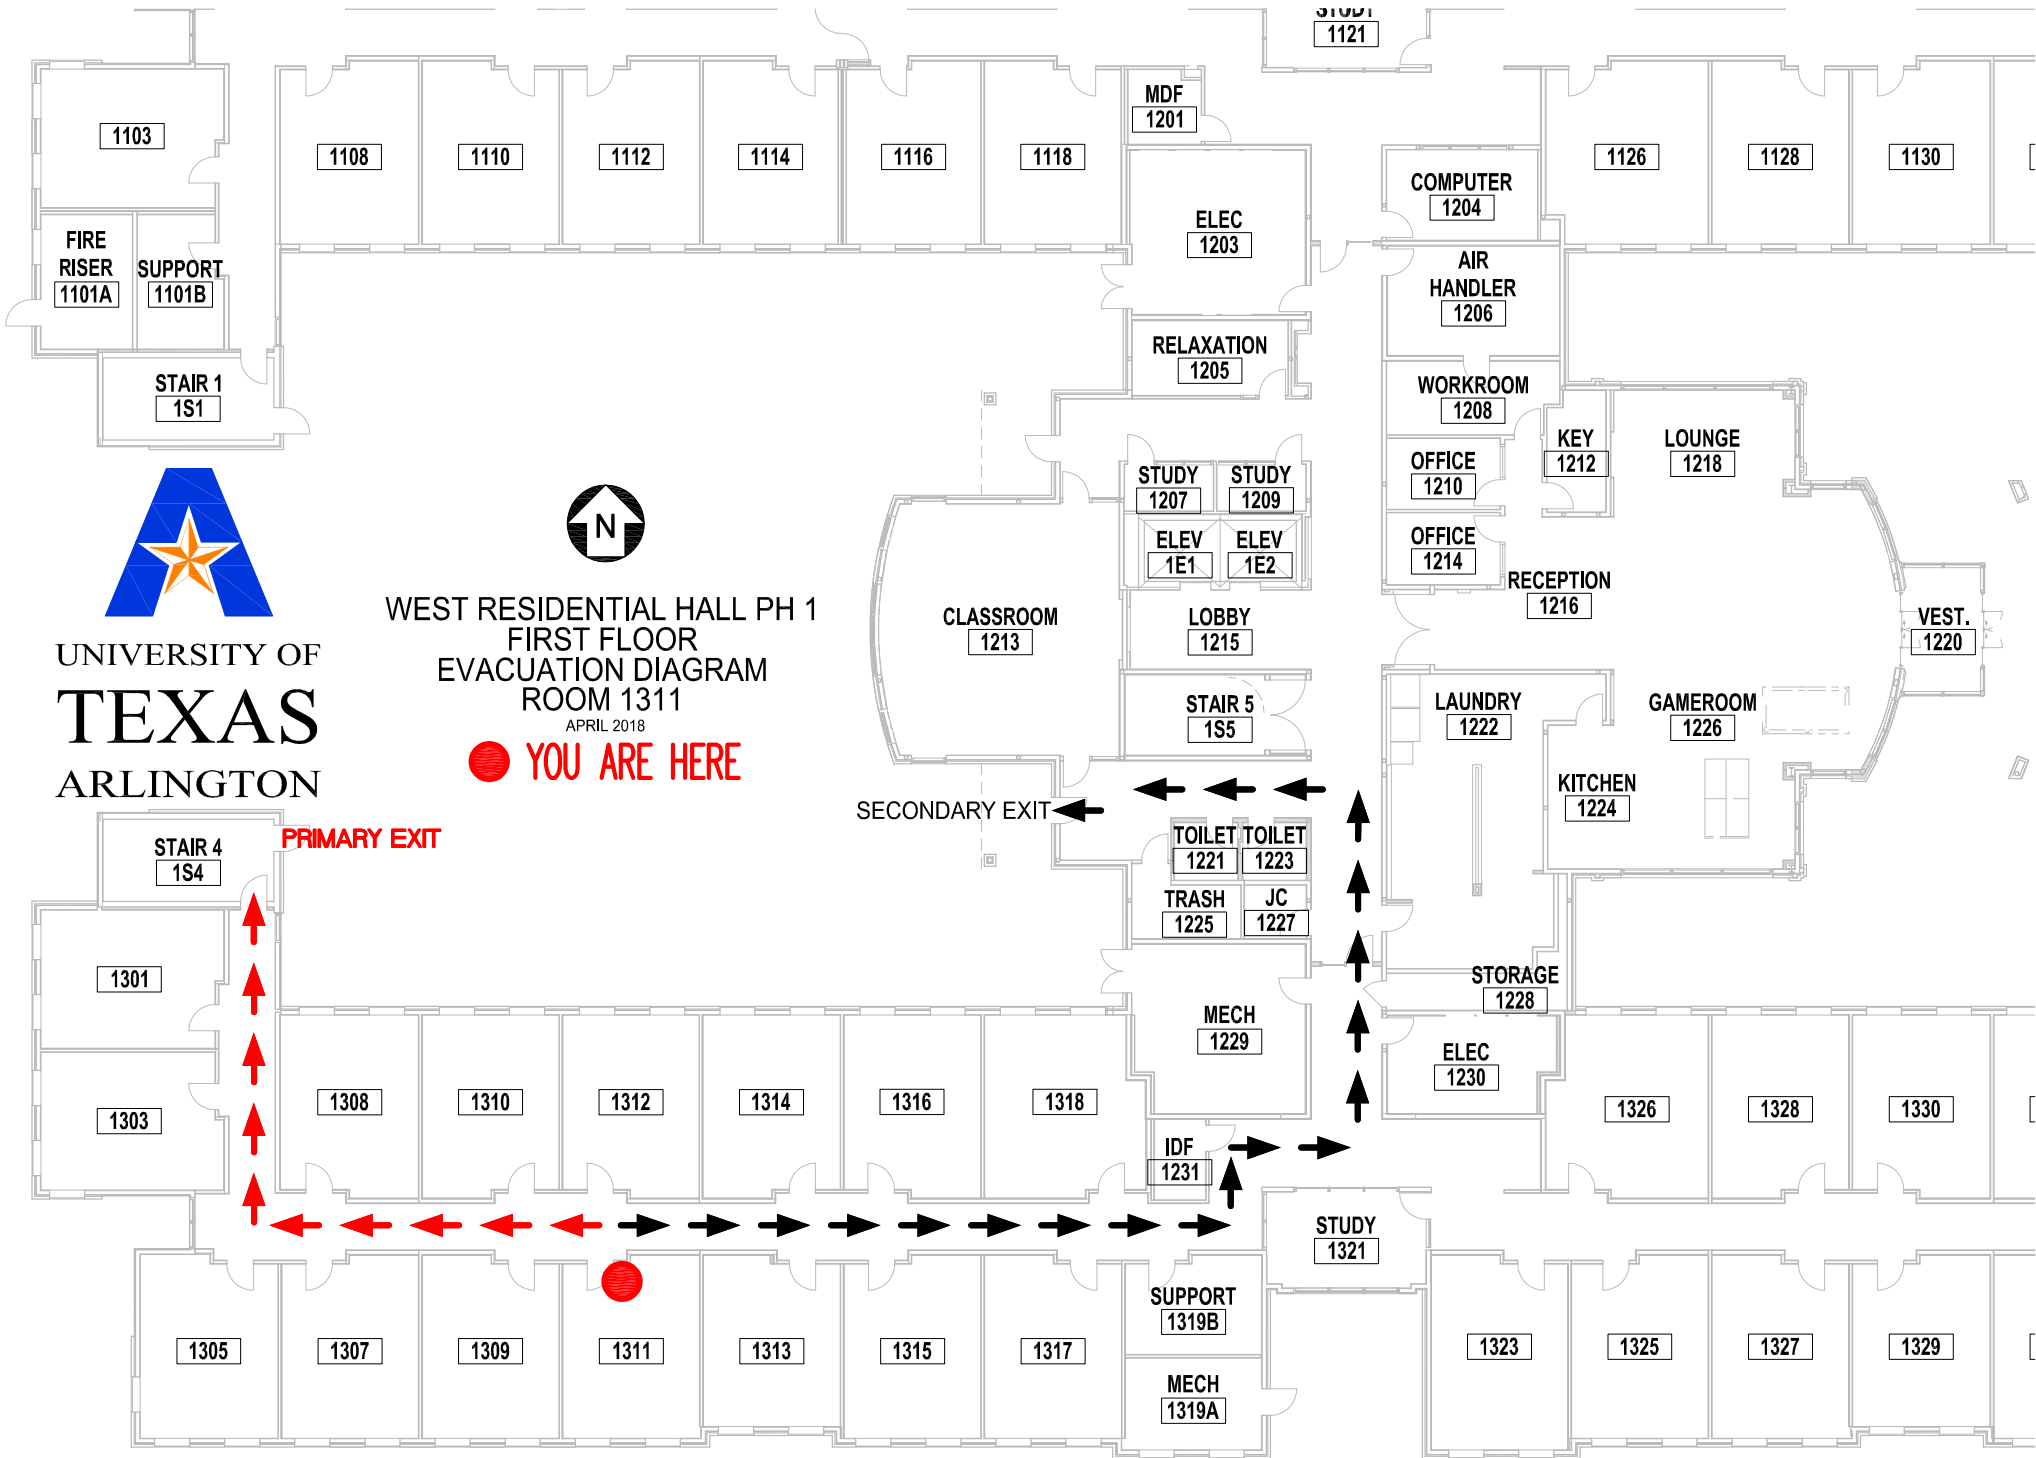 STUDY
1121
MDF
1201
1103
1108
1110
1112
1114
1116
1118
1126
1128
1130
COMPUTER
1204
ELEC
1203
FIRE
RISER
1101A
SUPPORT
1101B
AIR
HANDLER
1206
RELAXATION
1205
STAIR 1
1S1
WORKROOM
1208
KEY
1212
LOUNGE
1218
OFFICE
1210
STUDY
1207
STUDY
1209
N
ELEV
1E1
ELEV
1E2
OFFICE
1214
RECEPTION
1216
WEST RESIDENTIAL HALL PH 1
FIRST FLOOR
EVACUATION DIAGRAM
ROOM 1311
APRIL 2018
YOU ARE HERE
UNIVERSITY OF
TEXAS
ARLINGTON
CLASSROOM
1213
LOBBY
1215
VEST.
1220
STAIR 5
1S5
LAUNDRY
1222
GAMEROOM
1226
KITCHEN
1224
SECONDARY EXIT
PRIMARY EXIT
STAIR 4
1S4
TOILET
1221
TOILET
1223
TRASH
1225
JC
1227
1301
STORAGE
1228
MECH
1229
ELEC
1230
1303
1308
1310
1312
1314
1316
1318
1326
1328
1330
IDF
1231
STUDY
1321
SUPPORT
1319B
1305
1307
1309
1311
1313
1315
1317
1323
1325
1327
1329
MECH
1319A